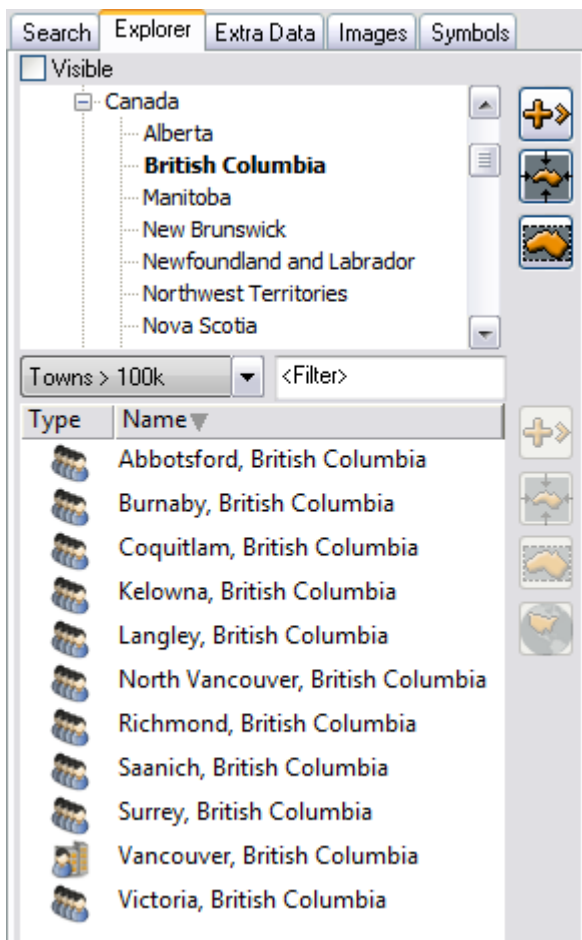 Search Explorer Extra Data Images Symbols
Visible
Canada
Alberta
British Columbia
Manitoba
New Brunswick
Newfoundland and Labrador
Northwest Territories
Nova Scotia
Towns > 100k <Filter>
Type Name
Abbotsford, British Columbia
Burnaby, British Columbia
Coquitlam, British Columbia
Kelowna, British Columbia
Langley, British Columbia
North Vancouver, British Columbia
Richmond, British Columbia
Saanich, British Columbia
Surrey, British Columbia
Vancouver, British Columbia
Victoria, British Columbia